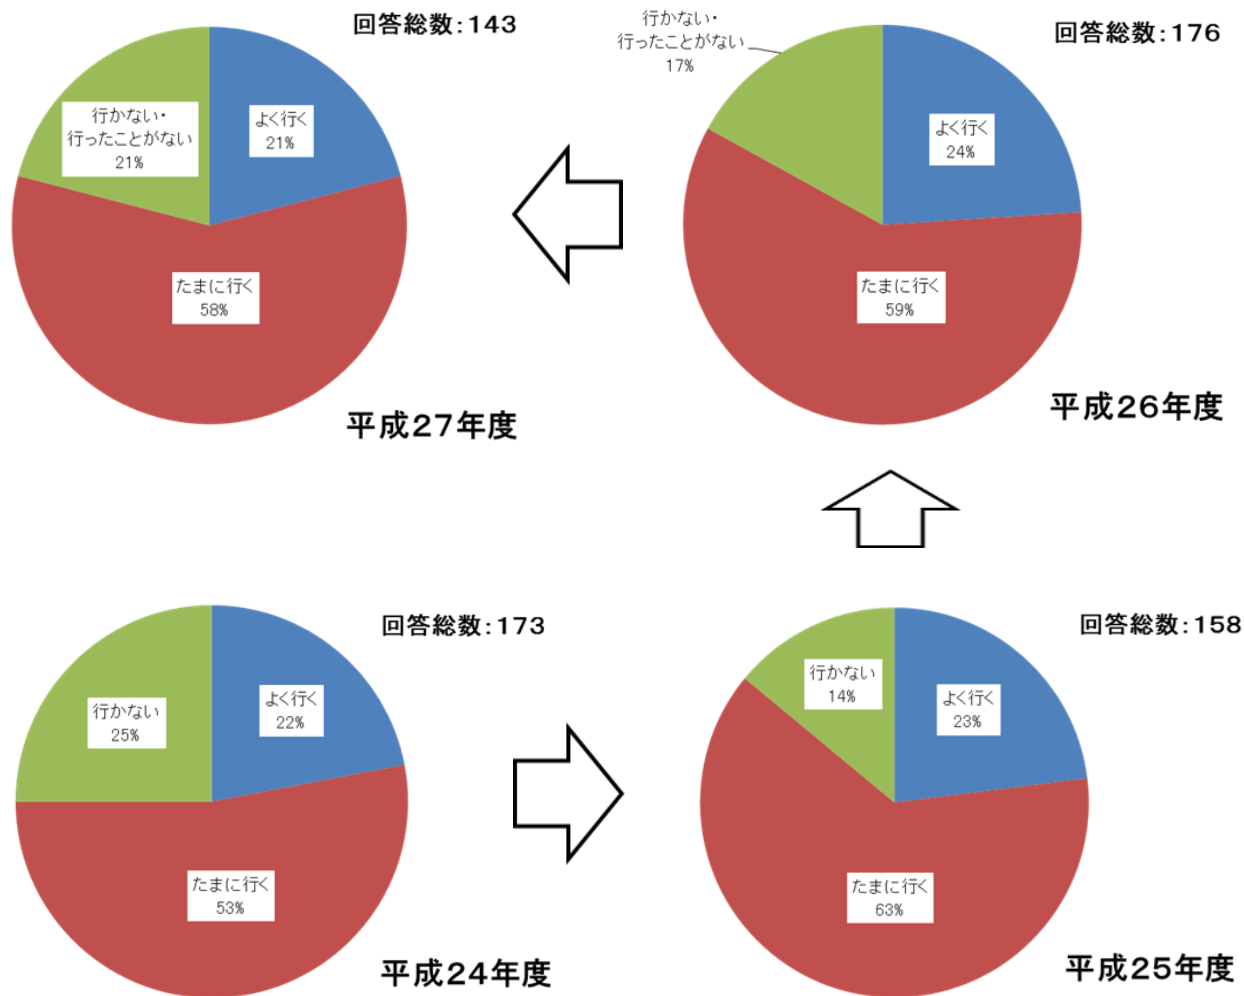 回答総数:143
行かない・
行ったことがない
21%
よく行く
21%
たまに行く
58%
平成27年度
回答総数:176
行かない・
行ったことがない
17%
よく行く
24%
たまに行く
59%
平成26年度
回答総数:173
行かない
25%
よく行く
22%
たまに行く
53%
平成24年度
回答総数:158
行かない
14%
よく行く
23%
たまに行く
63%
平成25年度